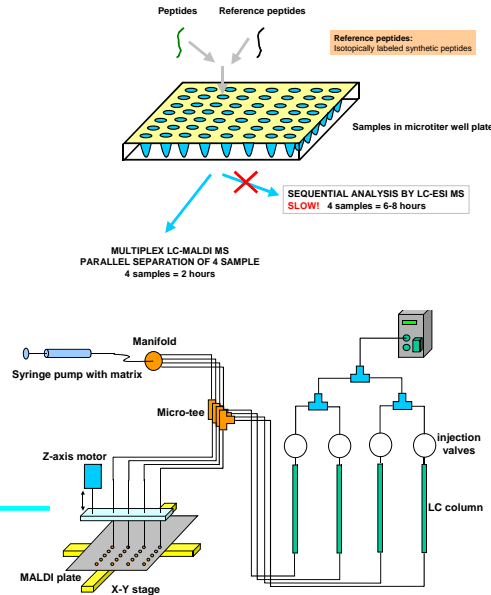 Peptides
Reference peptides
Reference peptides:
Isotopically labeled synthetic peptides
Samples in microtiter well plate
SEQUENTIAL ANALYSIS BY LC-ESI MS
SLOW! 4 samples = 6-8 hours
MULTIPLEX LC-MALDI MS
PARALLEL SEPARATION OF 4 SAMPLE
4 samples = 2 hours
Manifold
Syringe pump with matrix
Micro-tee
Z-axis motor
injection
valves
LC column
MALDI plate
X-Y stage